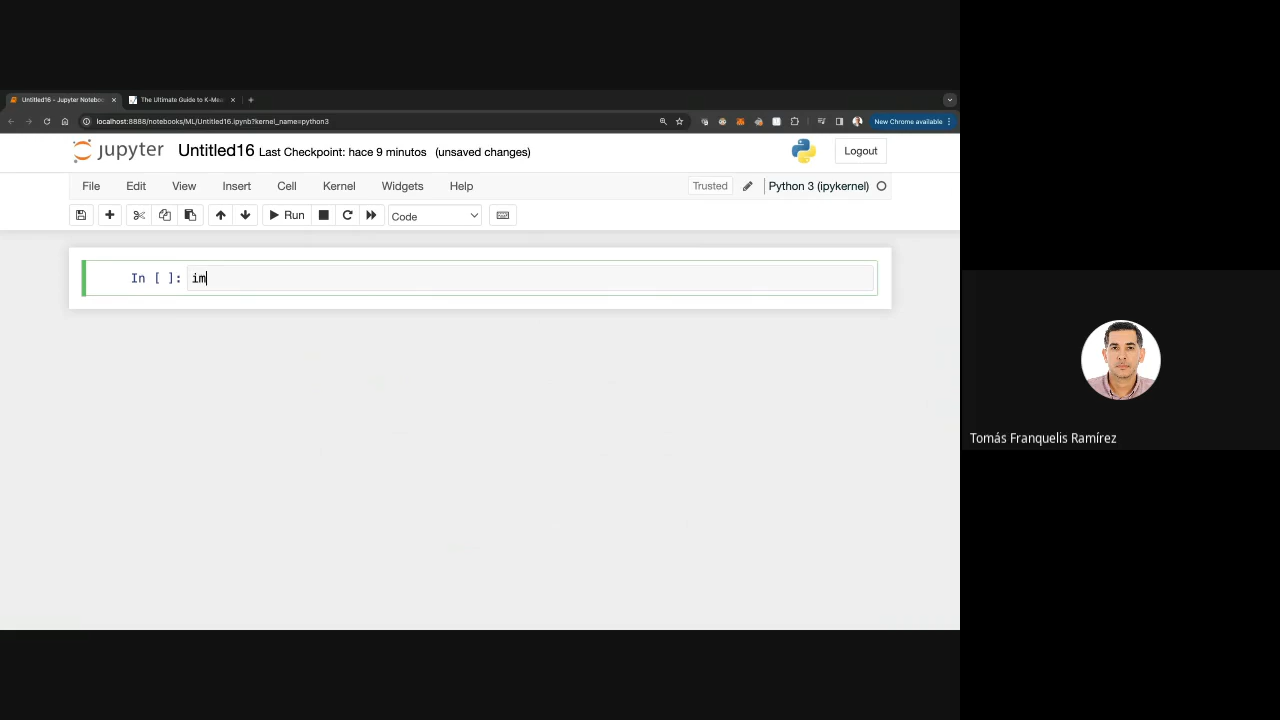 Untitled16 - Jupyter Noteboo
The Ultimate Guide to K-Mea
localhost:8888/notebooks/ML/Untitled16.ipynb?kernel_name=python3
New Chrome available
jupyter Untitled16 Last Checkpoint: hace 9 minutos (unsaved changes)
Logout
File Edit View Insert Cell Kernel Widgets Help
Trusted
Python 3 (ipykernel)
Run
Code
In [ ]: im
Tomás Franquelis Ramírez